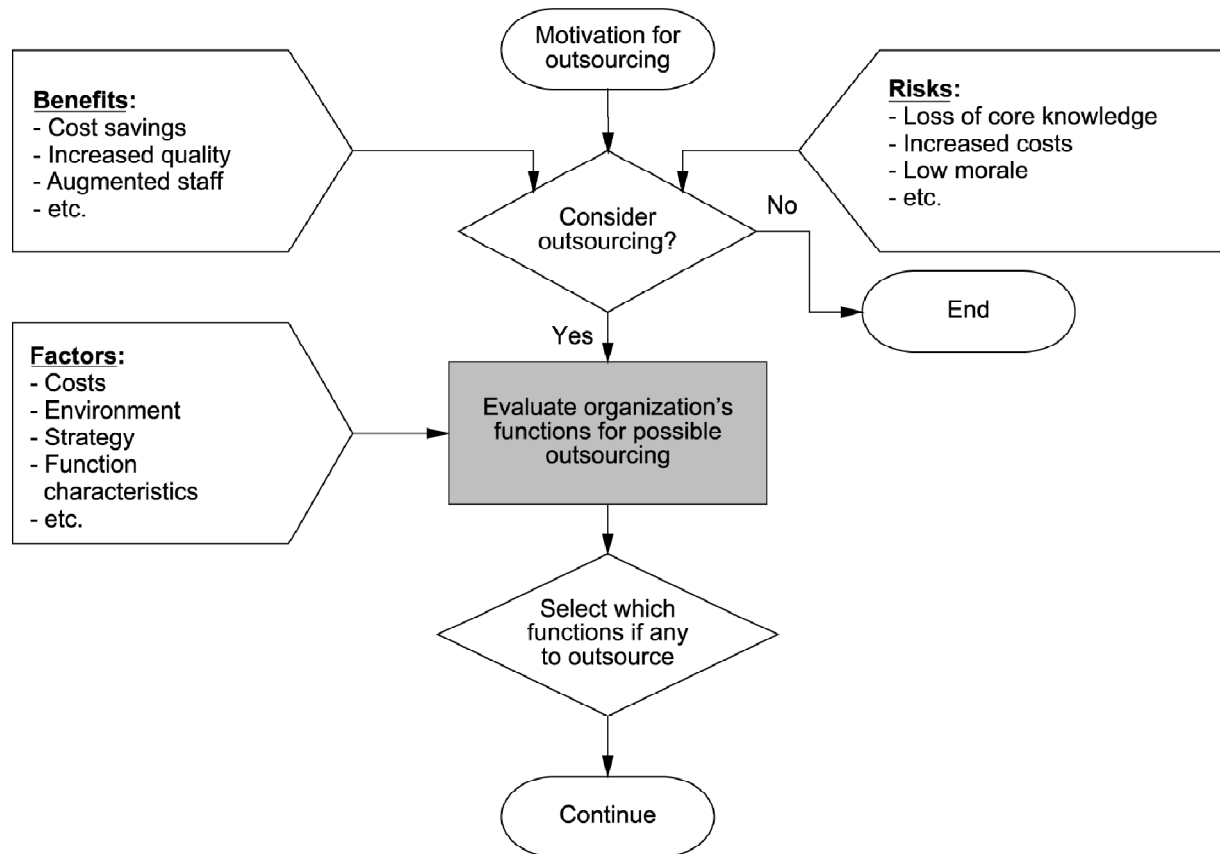 Motivation for
outsourcing
Benefits:
- Cost savings
- Increased quality
- Augmented staff
- etc.
Risks:
- Loss of core knowledge
- Increased costs
- Low morale
- etc.
Consider
outsourcing?
No
End
Yes
Factors:
- Costs
- Environment
- Strategy
- Function
characteristics
- etc.
Evaluate organization's
functions for possible
outsourcing
Select which
functions if any
to outsource
Continue